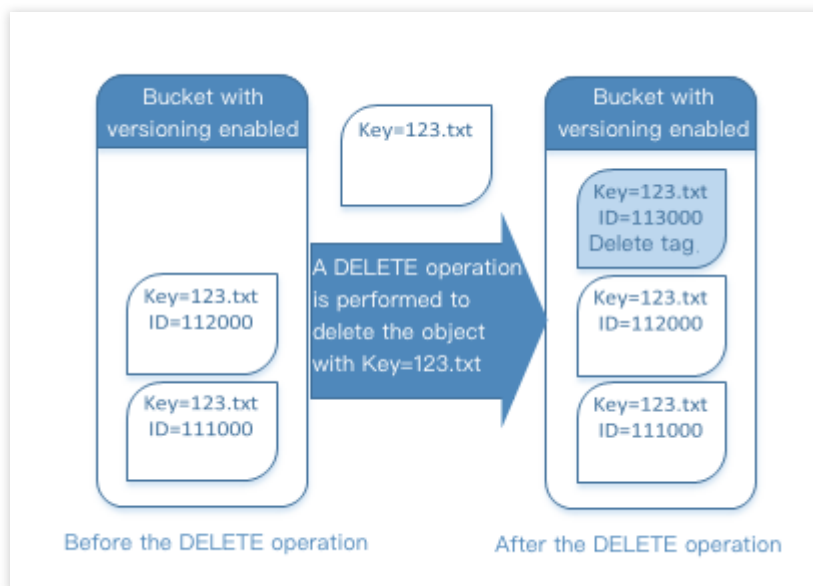 Bucket with
versioning enabled
Key=123.txt
ID=112000
Key=123.txt
ID=111000
Before the DELETE operation
Key=123.txt
A DELETE operation
is performed to
delete the object
with Key=123.txt
Bucket with
versioning enabled
Key=123.txt
ID=113000
Delete tag.
Key=123.txt
ID=112000
Key=123.txt
ID=111000
After the DELETE operation